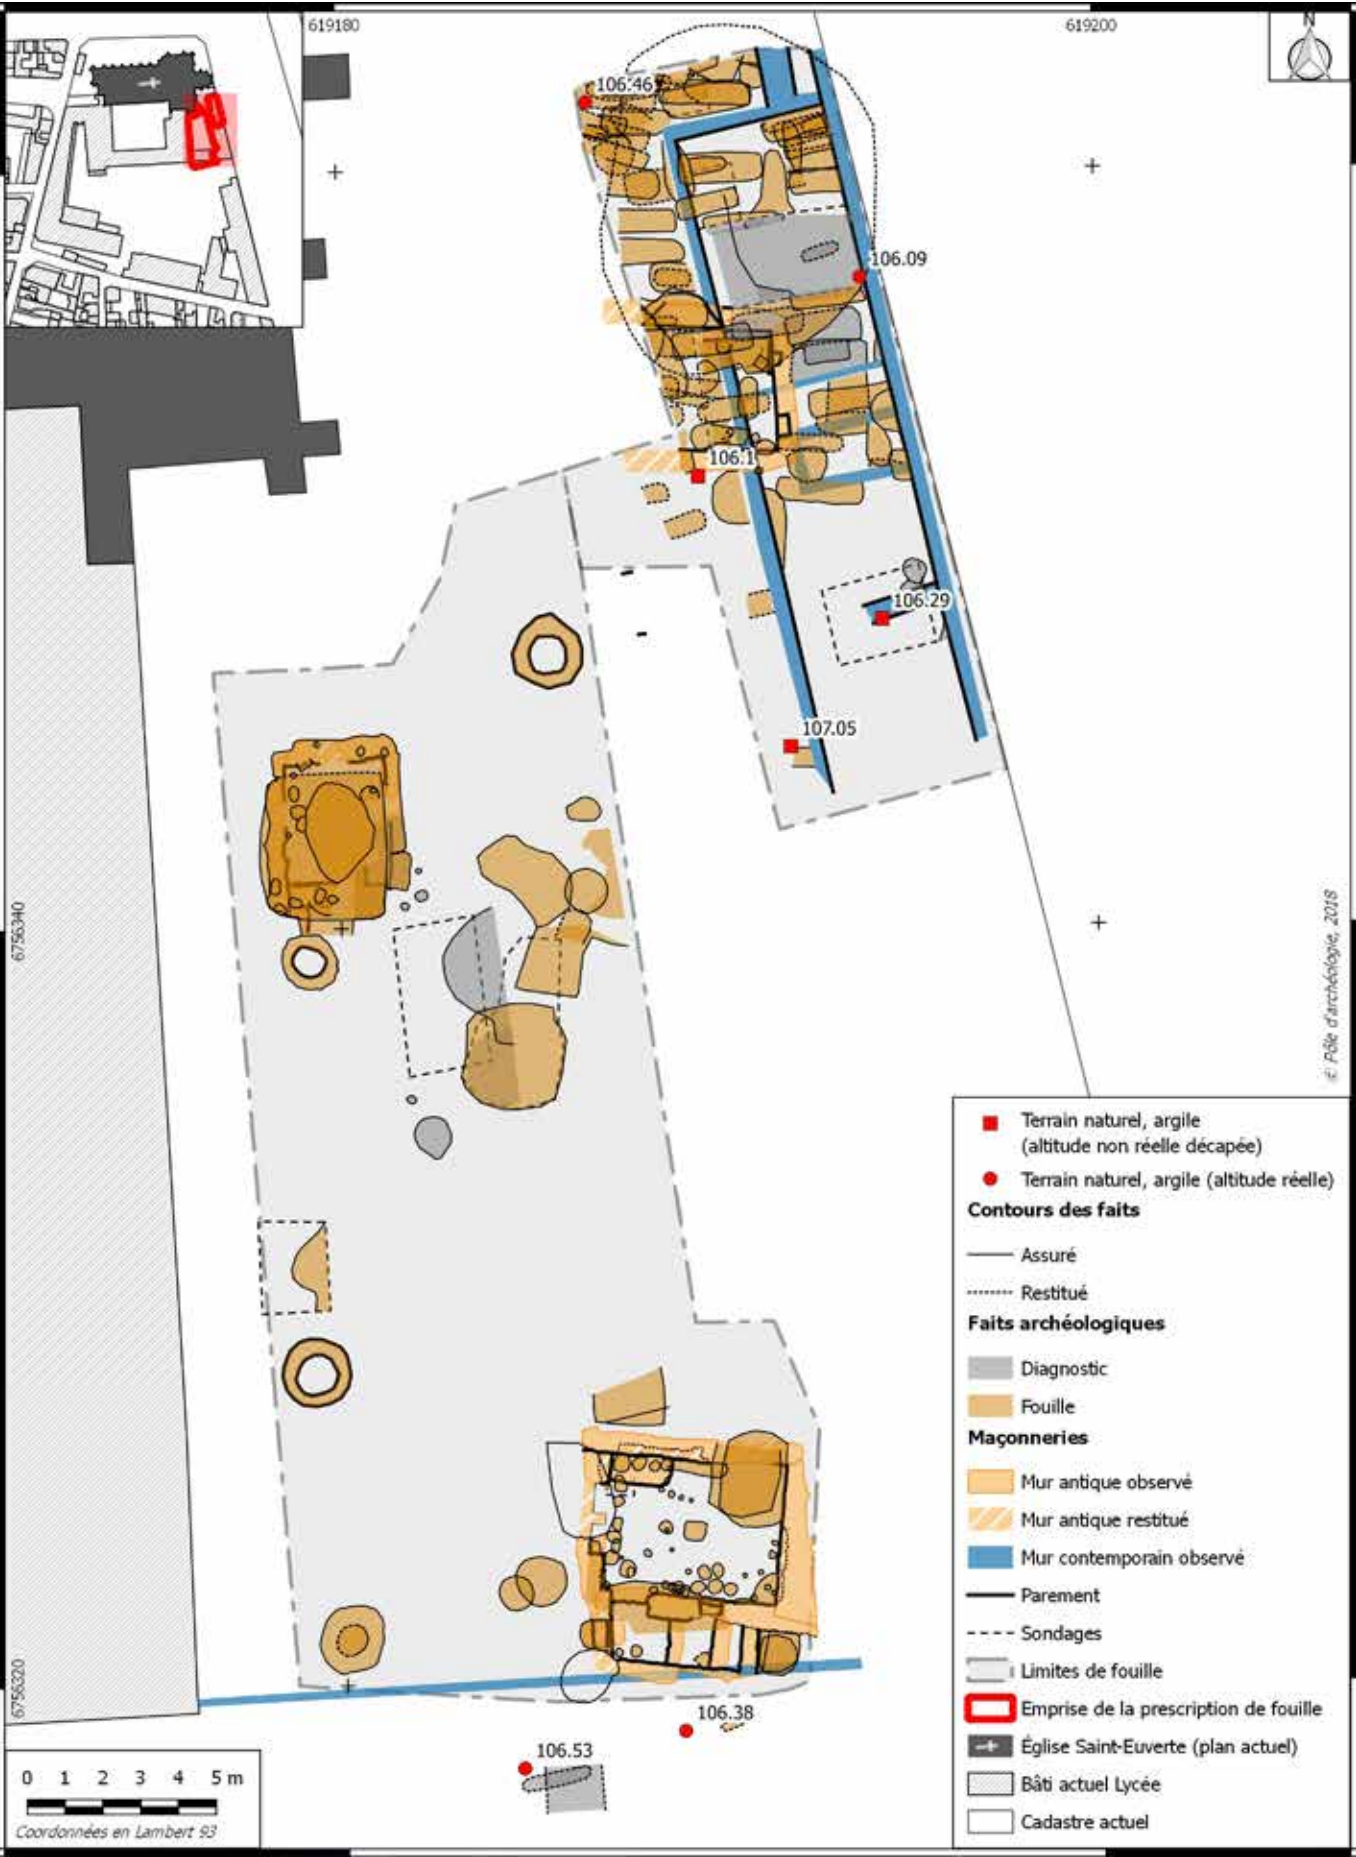 619180
619200
N
106.46
106.09
106.1
106.29
107.05
6756340
© Pôle d'archéologie, 2018
Terrain naturel, argile
(altitude non réelle décapée)
Terrain naturel, argile (altitude réelle)
Contours des faits
Assuré
Restitué
Faits archéologiques
Diagnostic
Fouille
Maçonneries
Mur antique observé
Mur antique restitué
Mur contemporain observé
Parement
Sondages
Limites de fouille
Emprise de la prescription de fouille
Église Saint-Euverte (plan actuel)
Bâti actuel Lycée
Cadastre actuel
6756320
106.38
106.53
0 1 2 3 4 5 m
Coordonnées en Lambert 93